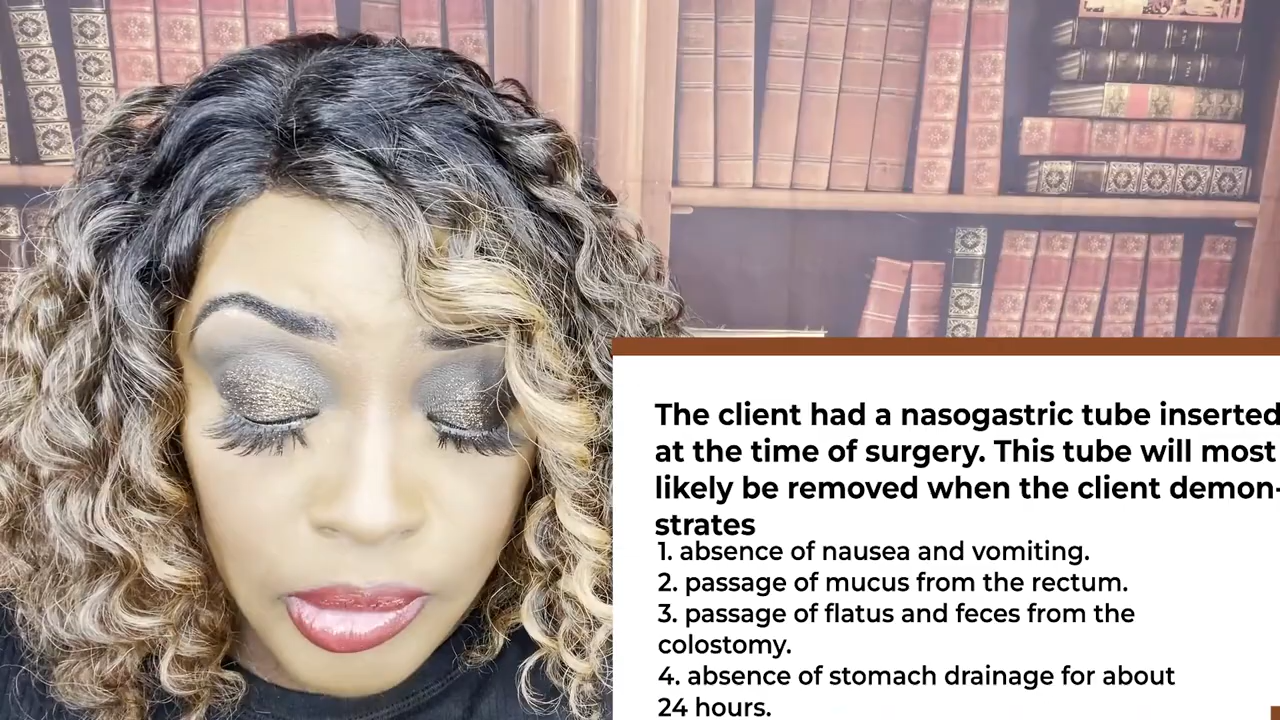 The client had a nasogastric tube inserted
at the time of surgery. This tube will most
likely be removed when the client demon-
strates
1. absence of nausea and vomiting.
2. passage of mucus from the rectum.
3. passage of flatus and feces from the
colostomy.
4. absence of stomach drainage for about
24 hours.